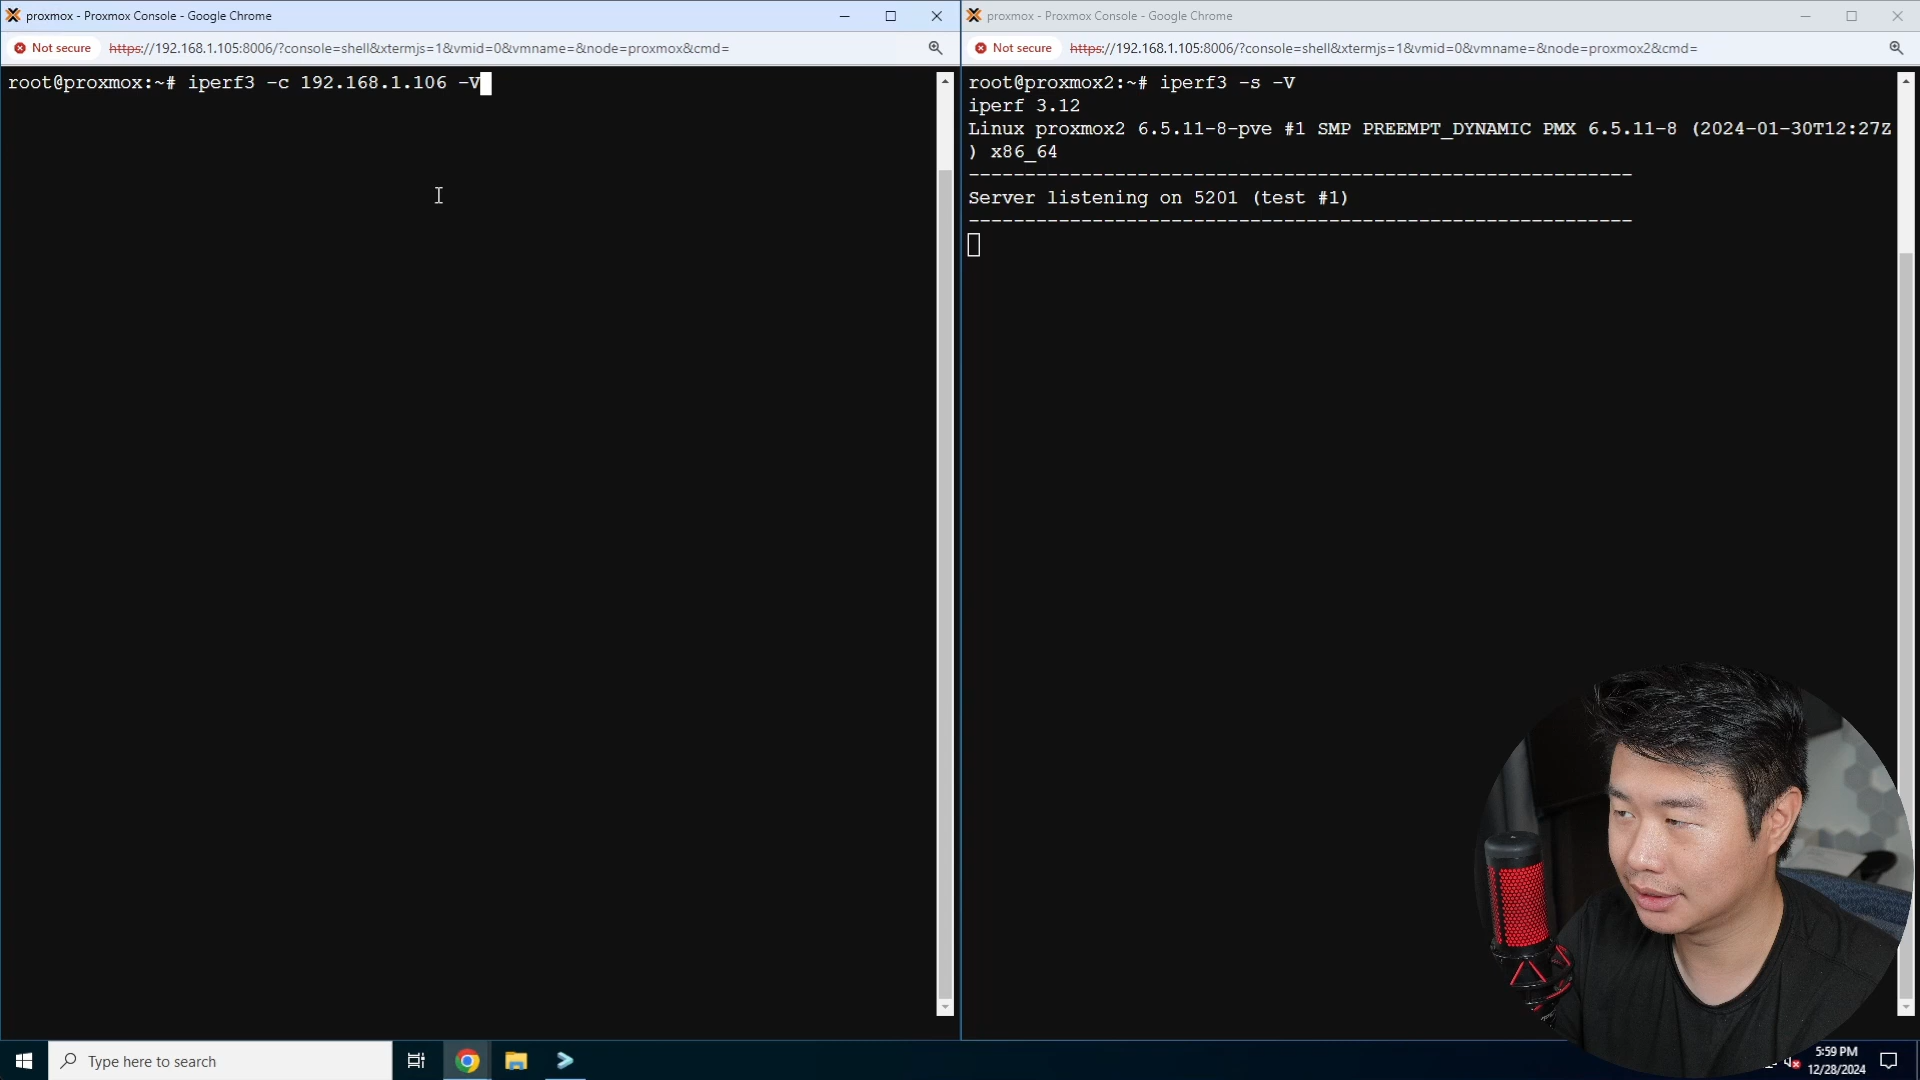 proxmox - Proxmox Console - Google Chrome
Not secure
https://192.168.1.105:8006/?console=shell&xtermjs=1&vmid=0&vmname=&node=proxmox&cmd=
root@proxmox:~# iperf3 -c 192.168.1.106 -V
proxmox - Proxmox Console - Google Chrome
Not secure
https://192.168.1.105:8006/?console=shell&xtermjs=1&vmid=0&vmname=&node=proxmox2&cmd=
root@proxmox2:~# iperf3 -s -V
iperf 3.12
Linux proxmox2 6.5.11-8-pve #1 SMP PREEMPT_DYNAMIC PMX 6.5.11-8 (2024-01-30T12:27Z
) x86_64
-----------------------------------------------------------
Server listening on 5201 (test #1)
-----------------------------------------------------------
Type here to search
5:59 PM
12/28/2024